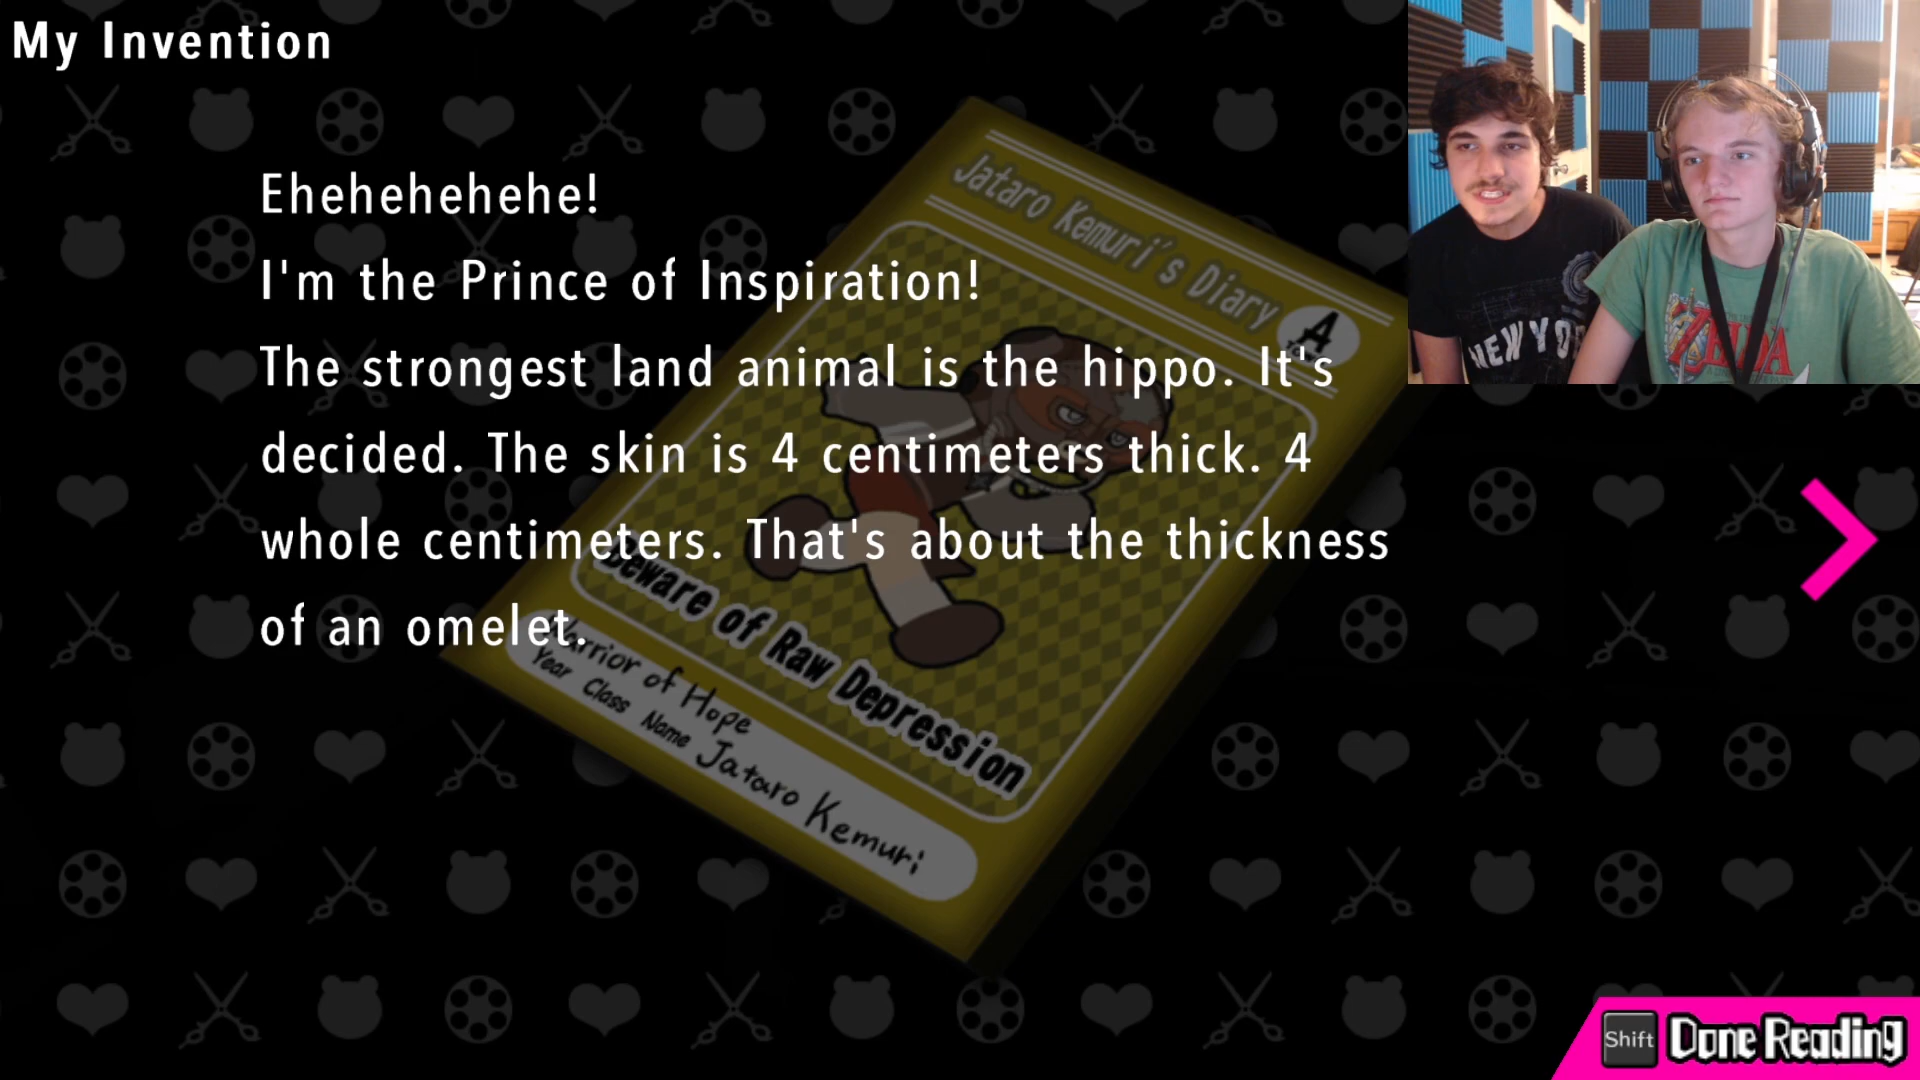 My Invention
Ehehehehehe!
I'm the Prince of Inspiration!
The strongest land animal is the hippo. It's
decided. The skin is 4 centimeters thick. 4
whole centimeters. That's about the thickness
of an omelet.
Jataro Kemuri's Diary
4
Beware of Raw Depression
Warrior of Hope
Year Class Name Jataro Kemuri
NEW YO
ZELDA
Shift Done Reading